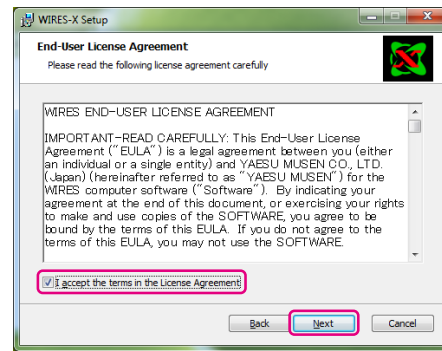 WIRES-X Setup
End-User License Agreement
Please read the following license agreement carefully
WIRES END-USER LICENSE AGREEMENT
IMPORTANT-READ CAREFULLY: This End-User License
Agreement ("EULA") is a legal agreement between you (either
an individual or a single entity) and YAESU MUSEN CO., LTD.
(Japan) (hereinafter referred to as "YAESU MUSEN") for the
WIRES computer software ("Software"). By indicating your
agreement at the end of this document, or exercising your rights
to make and use copies of the SOFTWARE, you agree to be
bound by the terms of this EULA. If you do not agree to the
terms of this EULA, you may not use the SOFTWARE.
I accept the terms in the License Agreement
Back Next Cancel